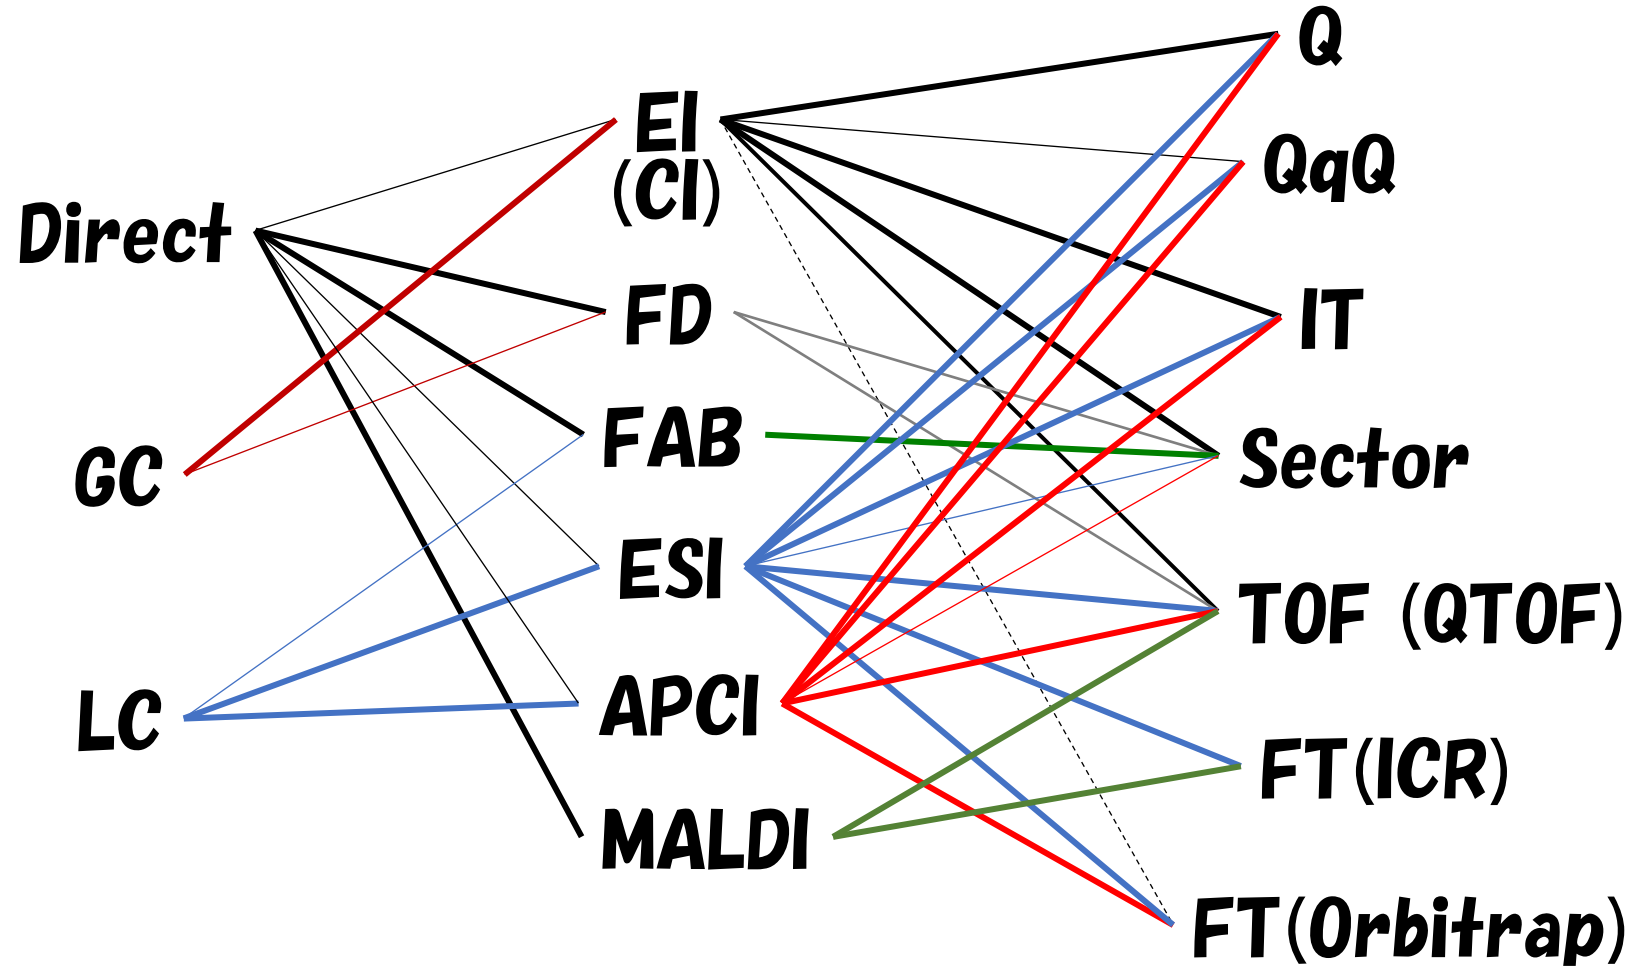 Direct
GC
LC
EI
(CI)
FD
FAB
ESI
APCI
MALDI
Q
QqQ
IT
Sector
TOF (QTOF)
FT(ICR)
FT(Orbitrap)